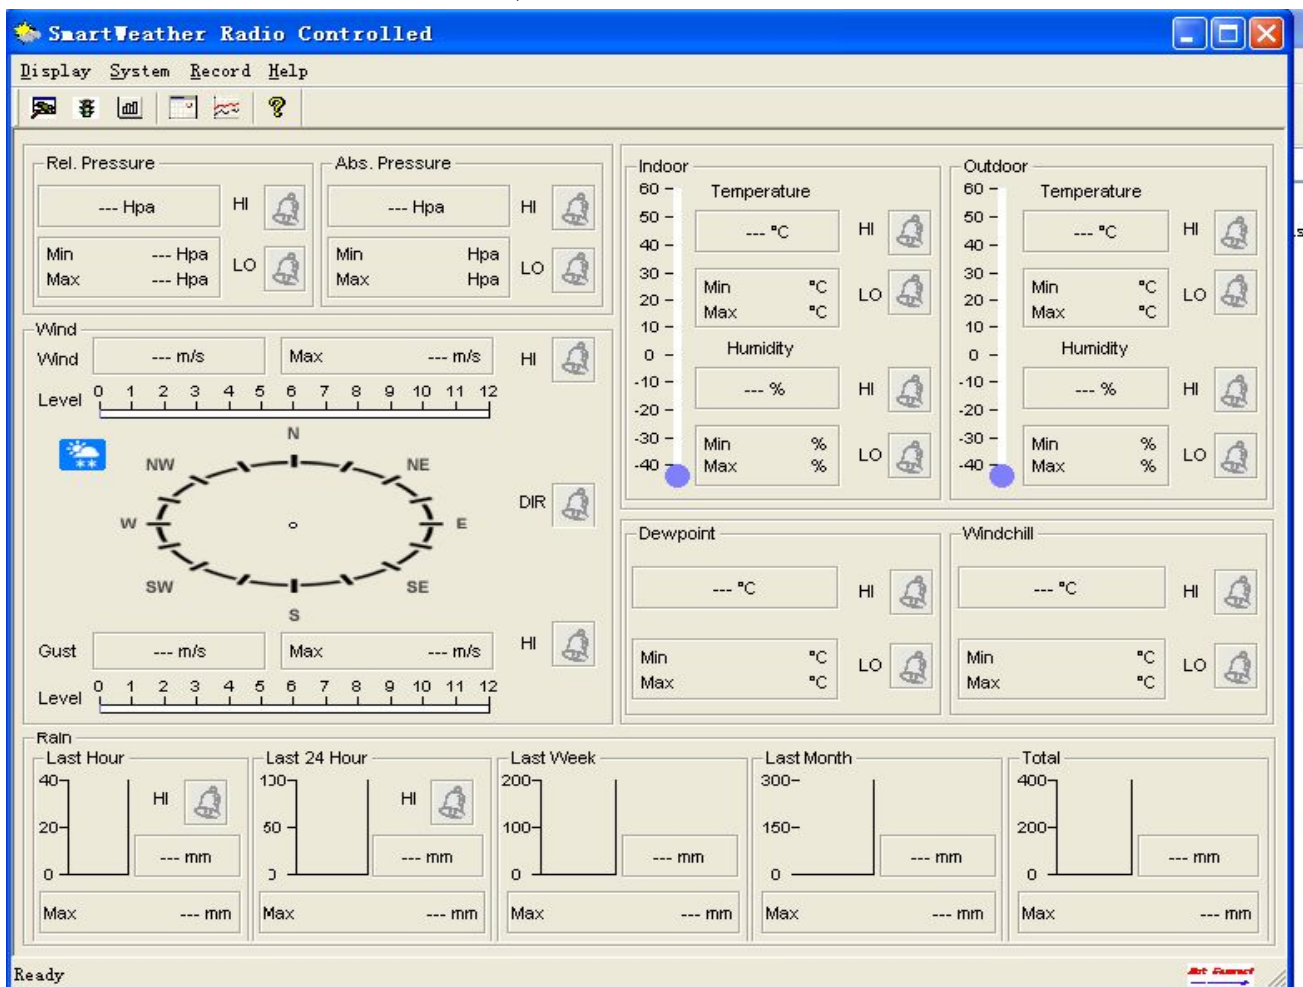 SmartWeather Radio Controlled
Display System Record Help
Rel. Pressure
--- Hpa
HI
Min --- Hpa
Max --- Hpa
LO
Abs. Pressure
--- Hpa
HI
Min Hpa
Max Hpa
LO
Wind
Wind --- m/s Max --- m/s HI
Level 0 1 2 3 4 5 6 7 8 9 10 11 12
N
NW NE
W E
DIR
SW SE
S
Gust --- m/s Max --- m/s HI
Level 0 1 2 3 4 5 6 7 8 9 10 11 12
Indoor
60
50
40
30
20
10
0
-10
-20
-30
-40
Temperature
--- °C
HI
Min °C
Max °C
LO
Humidity
--- %
HI
Min %
Max %
LO
Outdoor
60
50
40
30
20
10
0
-10
-20
-30
-40
Temperature
--- °C
HI
Min °C
Max °C
LO
Humidity
--- %
HI
Min %
Max %
LO
Dewpoint
--- °C
HI
Min °C
Max °C
LO
Windchill
--- °C
HI
Min °C
Max °C
LO
Rain
Last Hour
40
20
0
HI
--- mm
Max --- mm
Last 24 Hour
100
50
0
HI
--- mm
Max --- mm
Last Week
200
100
0
--- mm
Max --- mm
Last Month
300
150
0
--- mm
Max --- mm
Total
400
200
0
--- mm
Max --- mm
Ready